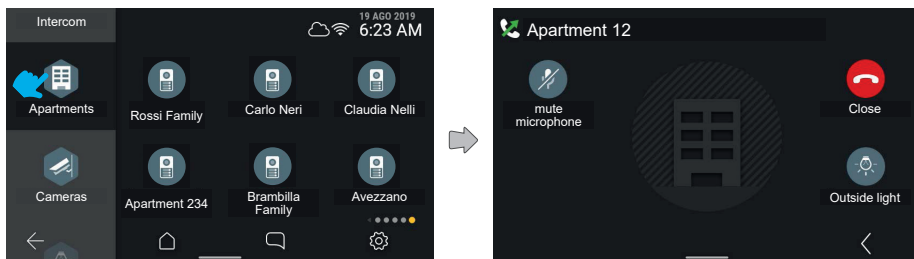 Intercom
19 AGO 2019
6:23 AM
Apartments
Rossi Family
Carlo Neri
Claudia Nelli
Cameras
Apartment 234
Brambilla
Family
Avezzano
Apartment 12
mute
microphone
Close
Outside light